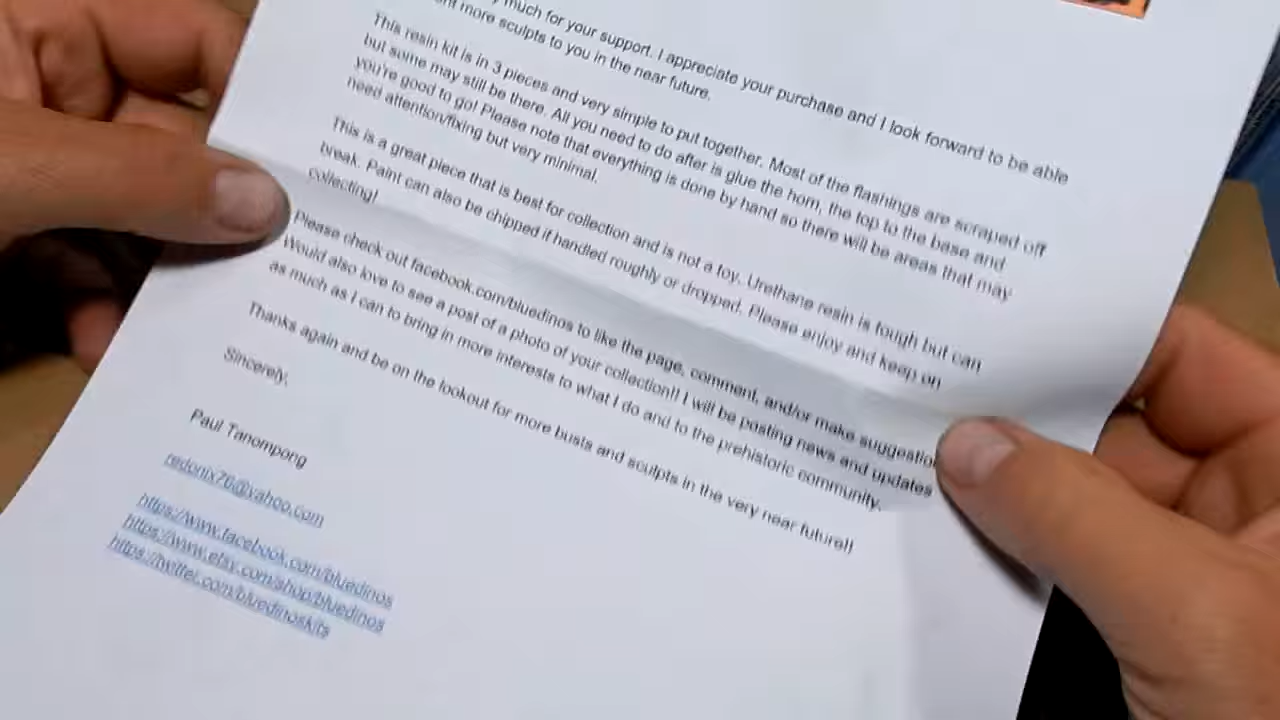 much for your support. I appreciate your purchase and I look forward to be able
more sculpts to you in the near future.
This resin kit is in 3 pieces and very simple to put together. Most of the flashings are scraped off
but some may still be there. All you need to do after is glue the horn, the top to the base and
you're good to go! Please note that everything is done by hand so there will be areas that may
need attention/fixing but very minimal.
This is a great piece that is best for collection and is not a toy. Urethane resin is tough but can
break. Paint can also be chipped if handled roughly or dropped. Please enjoy and keep on
collecting!
Please check out facebook.com/bluedinos to like the page, comment, and/or make suggestio
Would also love to see a post of a photo of your collection!! I will be posting news and updates
as much as I can to bring in more interests to what I do and to the prehistoric community.
Thanks again and be on the lookout for more busts and sculpts in the very near future!!
Sincerely,
Paul Tanompong
redonix76@yahoo.com
https://www.facebook.com/bluedinos
https://www.etsy.com/shop/bluedinos
https://twitter.com/bluedinoskits